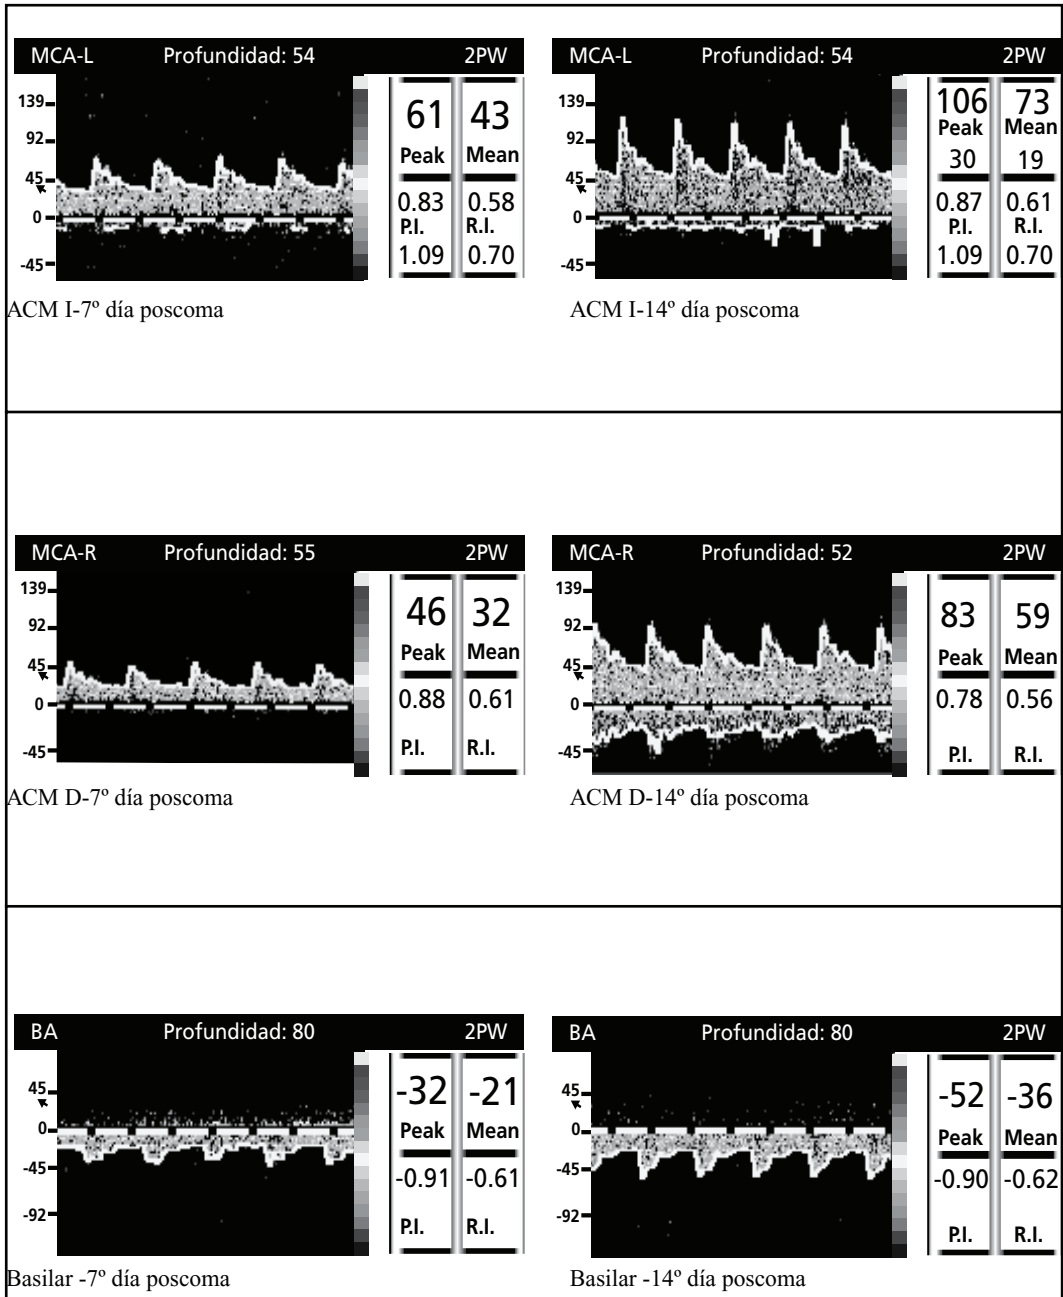 MCA-L Profundidad: 54 2PW
139
92
45
0
-45
61 43
Peak Mean
0.83 0.58
P.I. R.I.
1.09 0.70
ACM I-7º día poscoma
MCA-L Profundidad: 54 2PW
139
92
45
0
-45
106 73
Peak Mean
30 19
0.87 0.61
P.I. R.I.
1.09 0.70
ACM I-14º día poscoma
MCA-R Profundidad: 55 2PW
139
92
45
0
-45
46 32
Peak Mean
0.88 0.61
P.I. R.I.
ACM D-7º día poscoma
MCA-R Profundidad: 52 2PW
139
92
45
0
-45
83 59
Peak Mean
0.78 0.56
P.I. R.I.
ACM D-14º día poscoma
BA Profundidad: 80 2PW
45
0
-45
-92
-32 -21
Peak Mean
-0.91 -0.61
P.I. R.I.
Basilar -7º día poscoma
BA Profundidad: 80 2PW
45
0
-45
-92
-52 -36
Peak Mean
-0.90 -0.62
P.I. R.I.
Basilar -14º día poscoma